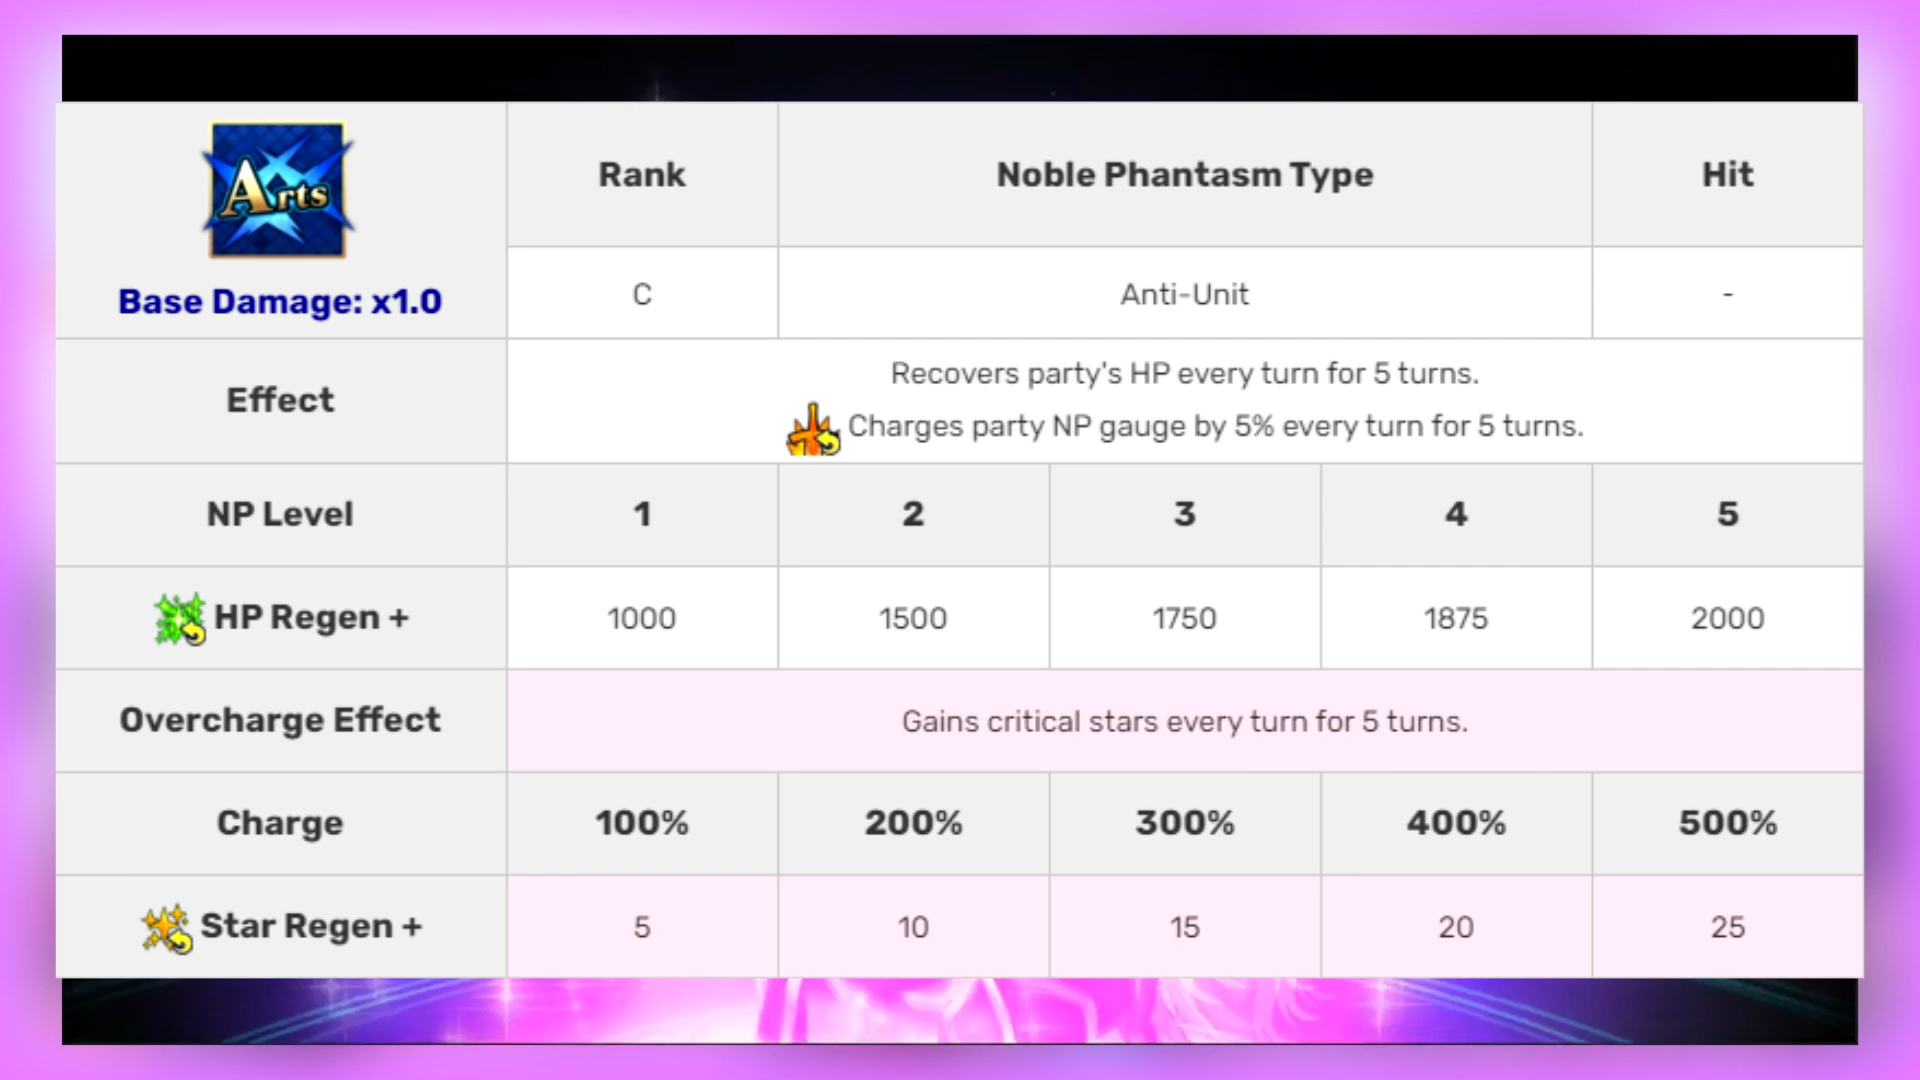 Arts
Base Damage: x1.0
Rank
Noble Phantasm Type
Hit
C
Anti-Unit
-
Effect
Recovers party's HP every turn for 5 turns.
Charges party NP gauge by 5% every turn for 5 turns.
NP Level
1
2
3
4
5
HP Regen +
1000
1500
1750
1875
2000
Overcharge Effect
Gains critical stars every turn for 5 turns.
Charge
100%
200%
300%
400%
500%
Star Regen +
5
10
15
20
25